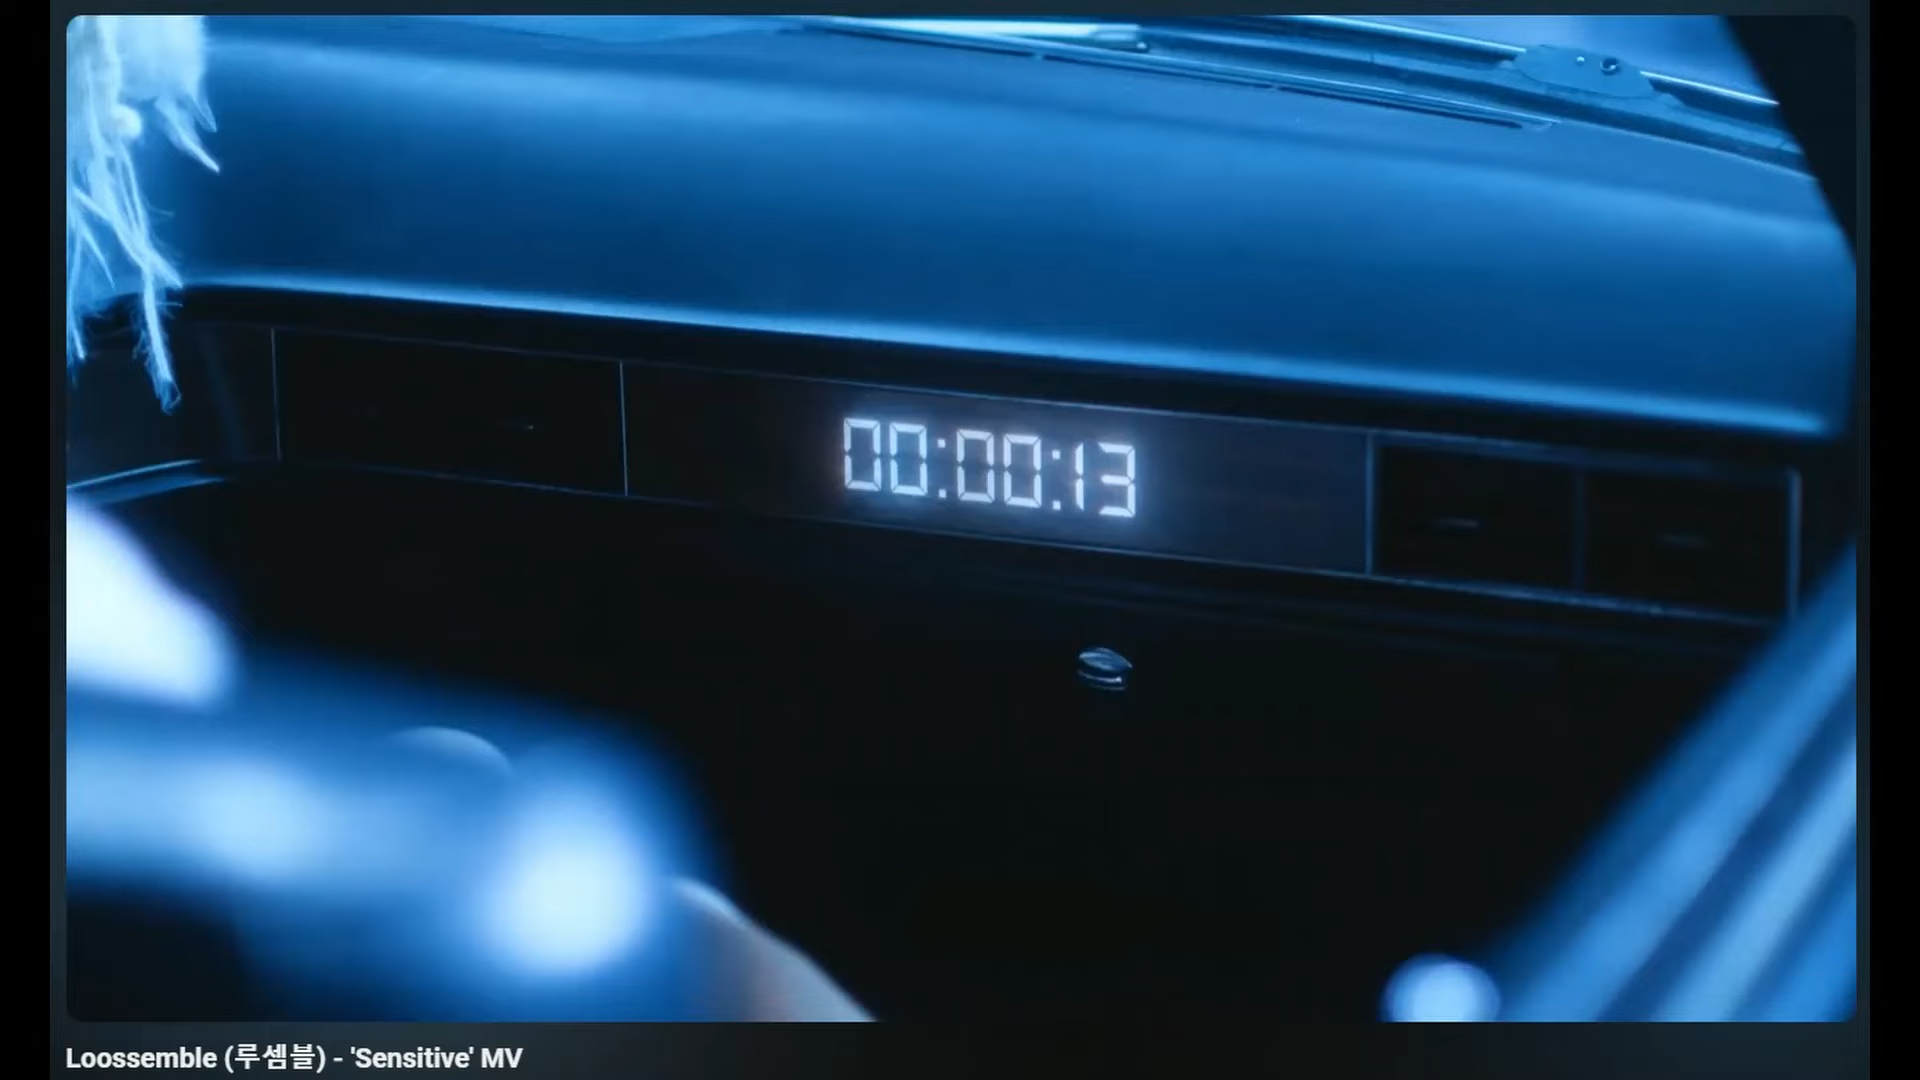 00:00:13
Loossemble (루셈블) - 'Sensitive' MV